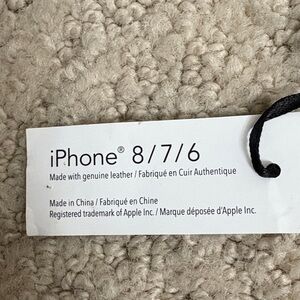 iPhone® 8/7/6
Made with genuine leather / Fabriqué en Cuir Authentique
Made in China / Fabriqué en Chine
Registered trademark of Apple Inc. / Marque déposée d'Apple Inc.